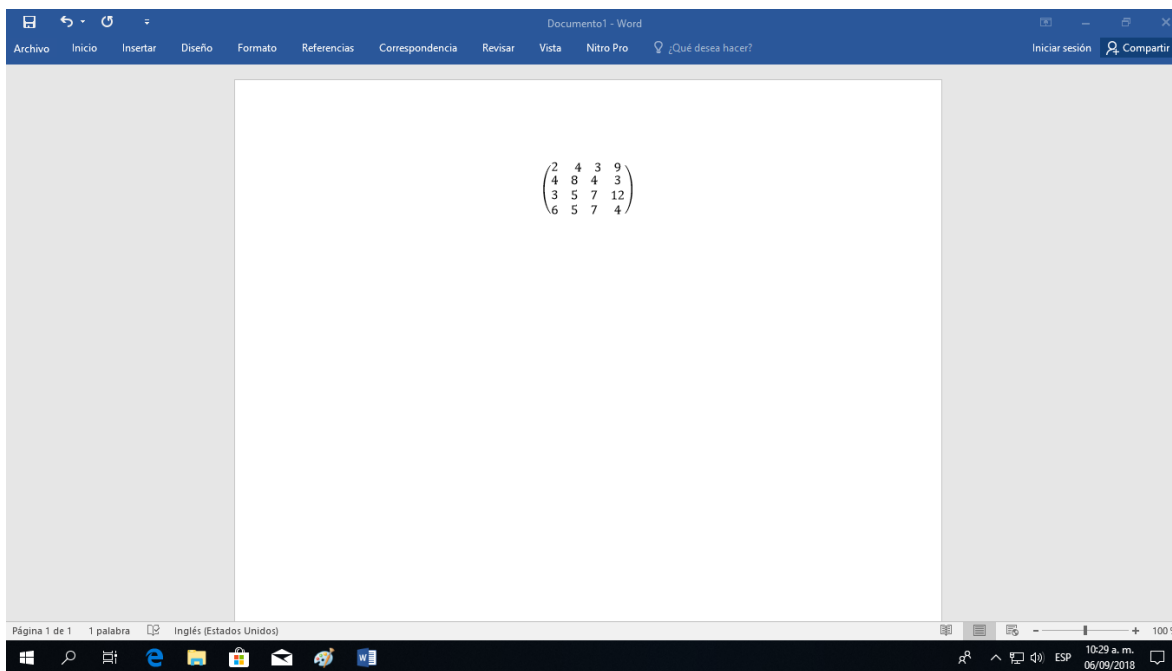 Documento1 - Word
Archivo Inicio Insertar Diseño Formato Referencias Correspondencia Revisar Vista Nitro Pro ¿Qué desea hacer? Iniciar sesión Compartir
2 4 3 9
4 8 4 3
3 5 7 12
6 5 7 4
Página 1 de 1 1 palabra Inglés (Estados Unidos) - + 100%
ESP 10:29 a. m.
06/09/2018